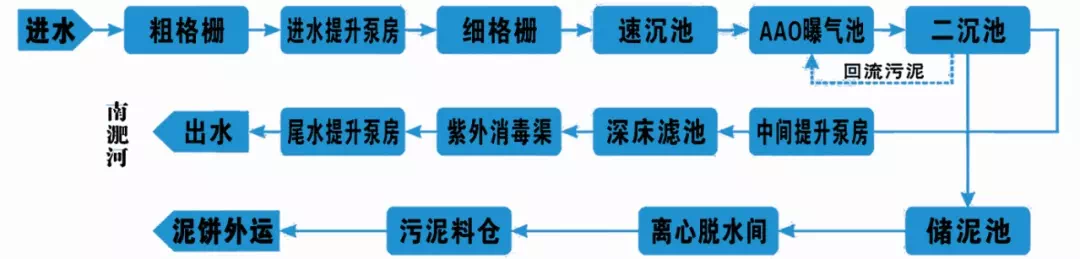 进水
粗格栅
进水提升泵房
细格栅
速沉池
AAO曝气池
二沉池
回流污泥
南淝河
出水
尾水提升泵房
紫外消毒渠
深床滤池
中间提升泵房
泥饼外运
污泥料仓
离心脱水间
储泥池